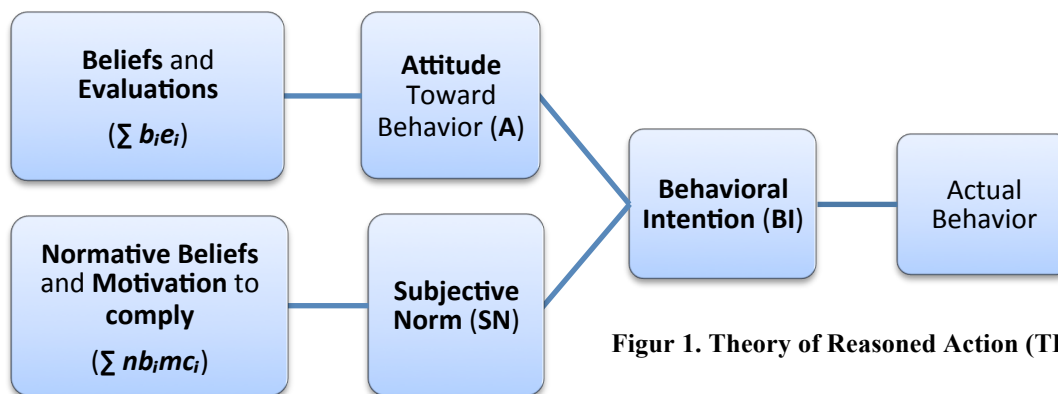 Beliefs and
Evaluations
(∑ bᵢeᵢ)
Attitude
Toward
Behavior (A)
Behavioral
Intention (BI)
Actual
Behavior
Normative Beliefs
and Motivation to
comply
(∑ nbᵢmcᵢ)
Subjective
Norm (SN)
Figur 1. Theory of Reasoned Action